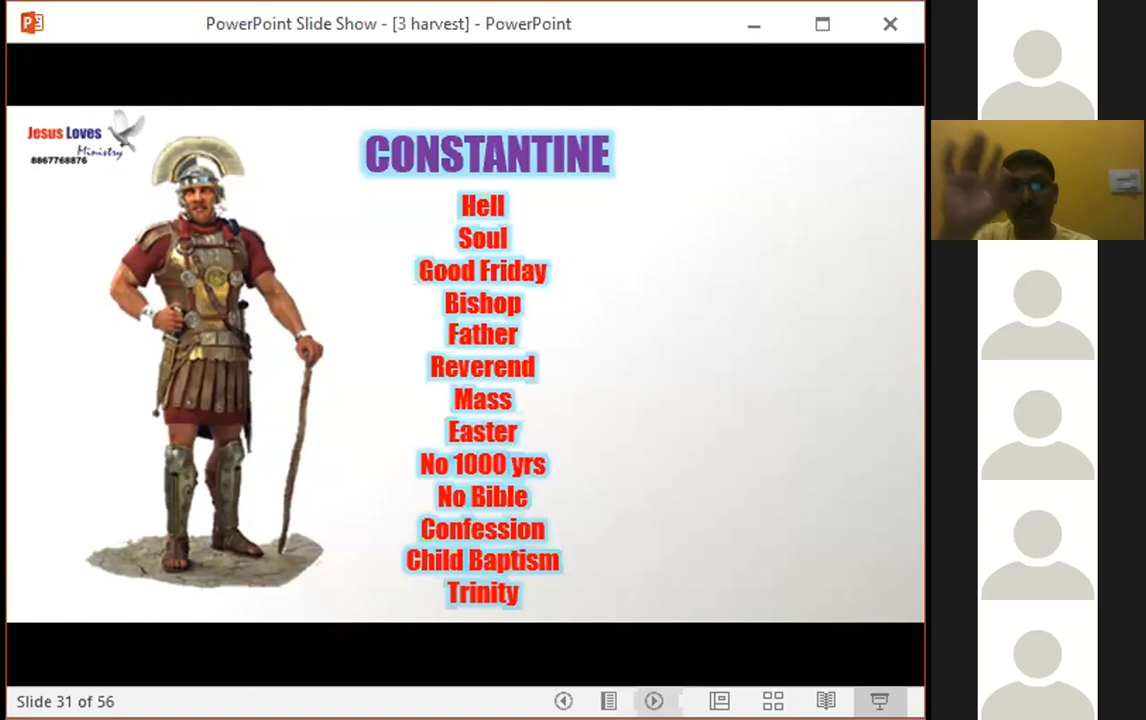 PowerPoint Slide Show - [3 harvest] - PowerPoint
Jesus Loves
Ministry
8867768876
CONSTANTINE
Hell
Soul
Good Friday
Bishop
Father
Reverend
Mass
Easter
No 1000 yrs
No Bible
Confession
Child Baptism
Trinity
Slide 31 of 56